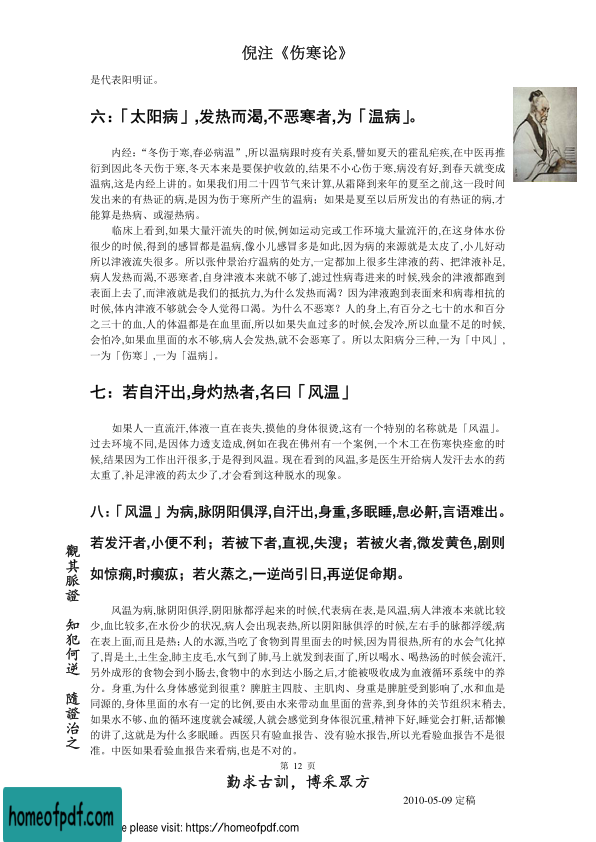 倪注《伤寒论》
是代表阳明证。
六：「太阳病」,发热而渴,不恶寒者,为「温病」。
内经：“冬伤于寒,春必病温”,所以温病跟时疫有关系,譬如夏天的霍乱疟疾,在中医再推
衍到因此冬天伤于寒,冬天本来是要保护收敛的,结果不小心伤于寒,病没有好,到春天就变成
温病,这是内经上讲的。如果我们用二十四节气来计算,从霜降到来年的夏至之前,这一段时间
发出来的有热证的病,是因为伤于寒所产生的温病；如果是夏至以后所发出的有热证的病,才
能算是热病、或湿热病。
临床上看到,如果大量汗流失的时候,例如运动完或工作环境大量流汗的,在这身体水份
很少的时候,得到的感冒都是温病,像小儿感冒多是如此,因为病的来源就是太皮了,小儿好动
所以津液流失很多。所以张仲景治疗温病的处方,一定都加上很多生津液的药、把津液补足,
病人发热而渴,不恶寒者,自身津液本来就不够了,滤过性病毒进来的时候,残余的津液都跑到
表面上去了,而津液就是我们的抵抗力,为什么发热而渴？因为津液跑到表面来和病毒相抗的
时候,体内津液不够就会令人觉得口渴。为什么不恶寒？人的身上,有百分之七十的水和百分
之三十的血,人的体温都是在血里面,所以如果失血过多的时候,会发冷,所以血量不足的时候,
会怕冷,如果血里面的水不够,病人会发热,就不会恶寒了。所以太阳病分三种,一为「中风」,
一为「伤寒」,一为「温病」。
七：若自汗出,身灼热者,名曰「风温」
如果人一直流汗,体液一直在丧失,摸他的身体很烫,这有一个特别的名称就是「风温」。
过去环境不同,是因体力透支造成,例如在我在佛州有一个案例,一个木工在伤寒快痊愈的时
候,结果因为工作出汗很多,于是得到风温。现在看到的风温,多是医生开给病人发汗去水的药
太重了,补足津液的药太少了,才会看到这种脱水的现象。
八：「风温」为病,脉阴阳俱浮,自汗出,身重,多眠睡,息必鼾,言语难出。
若发汗者,小便不利；若被下者,直视,失溲；若被火者,微发黄色,剧则
如惊痫,时瘈疭；若火蒸之,一逆尚引日,再逆促命期。
风温为病,脉阴阳俱浮,阴阳脉都浮起来的时候,代表病在表,是风温,病人津液本来就比较
少,血比较多,在水份少的状况,病人会出现表热,所以阴阳脉俱浮的时候,左右手的脉都浮缓,病
在表上面,而且是热；人的水源,当吃了食物到胃里面去的时候,因为胃很热,所有的水会气化掉
了,胃是土,土生金,肺主皮毛,水气到了肺,马上就发到表面了,所以喝水、喝热汤的时候会流汗,
另外成形的食物会到小肠去,食物中的水到达小肠之后,才能被吸收成为血液循环系统中的养
分。身重,为什么身体感觉到很重？脾脏主四肢、主肌肉、身重是脾脏受到影响了,水和血是
同源的,身体里面的水有一定的比例,要由水来带动血里面的营养,到身体的关节组织末稍去,
如果水不够、血的循环速度就会减缓,人就会感觉到身体很沉重,精神下好,睡觉会打鼾,话都懒
的讲了,这就是为什么多眠睡。西医只有验血报告、没有验水报告,所以光看验血报告不是很
准。中医如果看验血报告来看病,也是不对的。
觀其脈證 知犯何逆 隨證治之
第 12 页
勤求古訓，博采眾方
2010-05-09 定稿
homeofpdf.com
e please visit: https://homeofpdf.com